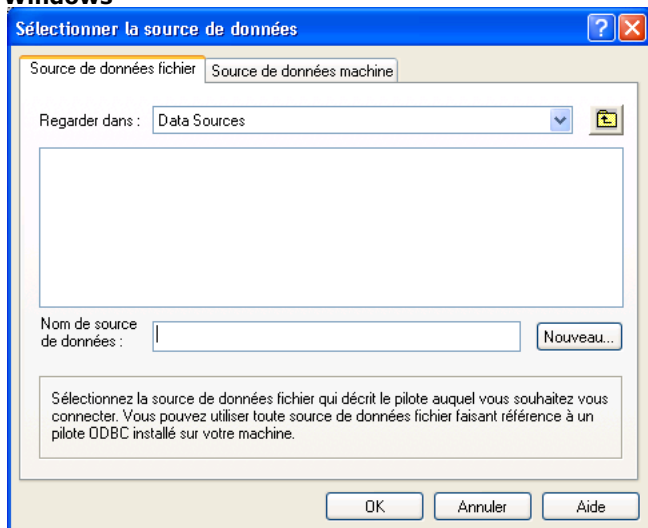 Windows
Sélectionner la source de données
Source de données fichier Source de données machine
Regarder dans : Data Sources
Nom de source
de données :
Nouveau...
Sélectionnez la source de données fichier qui décrit le pilote auquel vous souhaitez vous
connecter. Vous pouvez utiliser toute source de données fichier faisant référence à un
pilote ODBC installé sur votre machine.
OK Annuler Aide